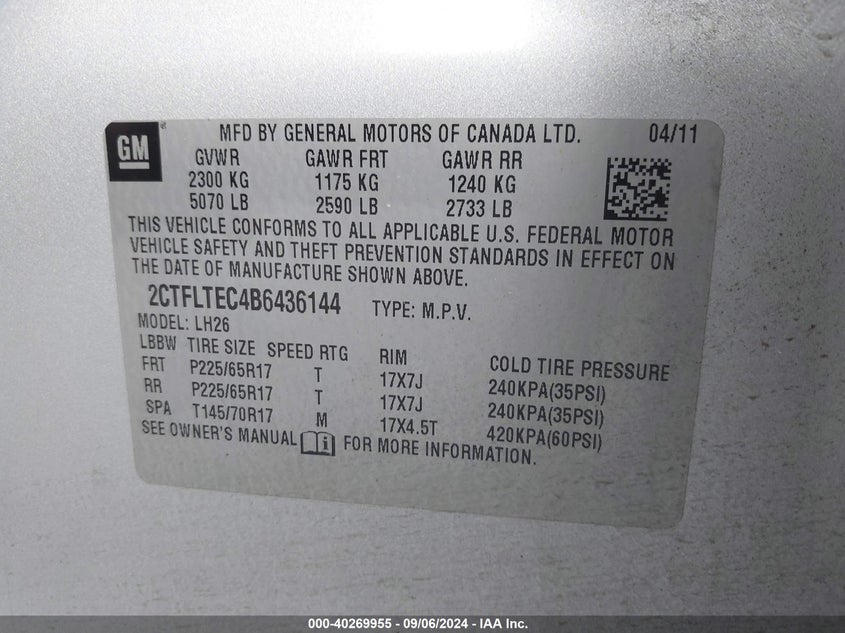 GM
MFD BY GENERAL MOTORS OF CANADA LTD. 04/11
GVWR GAWR FRT GAWR RR
2300 KG 1175 KG 1240 KG
5070 LB 2590 LB 2733 LB
THIS VEHICLE CONFORMS TO ALL APPLICABLE U.S. FEDERAL MOTOR
VEHICLE SAFETY AND THEFT PREVENTION STANDARDS IN EFFECT ON
THE DATE OF MANUFACTURE SHOWN ABOVE.
2CTFLTEC4B6436144 TYPE: M.P.V.
MODEL: LH26
LBBW TIRE SIZE SPEED RTG RIM COLD TIRE PRESSURE
FRT P225/65R17 T 17X7J 240KPA(35PSI)
RR P225/65R17 T 17X7J 240KPA(35PSI)
SPA T145/70R17 M 17X4.5T 420KPA(60PSI)
SEE OWNER'S MANUAL FOR MORE INFORMATION.
000-40269955 - 09/06/2024 - IAA Inc.